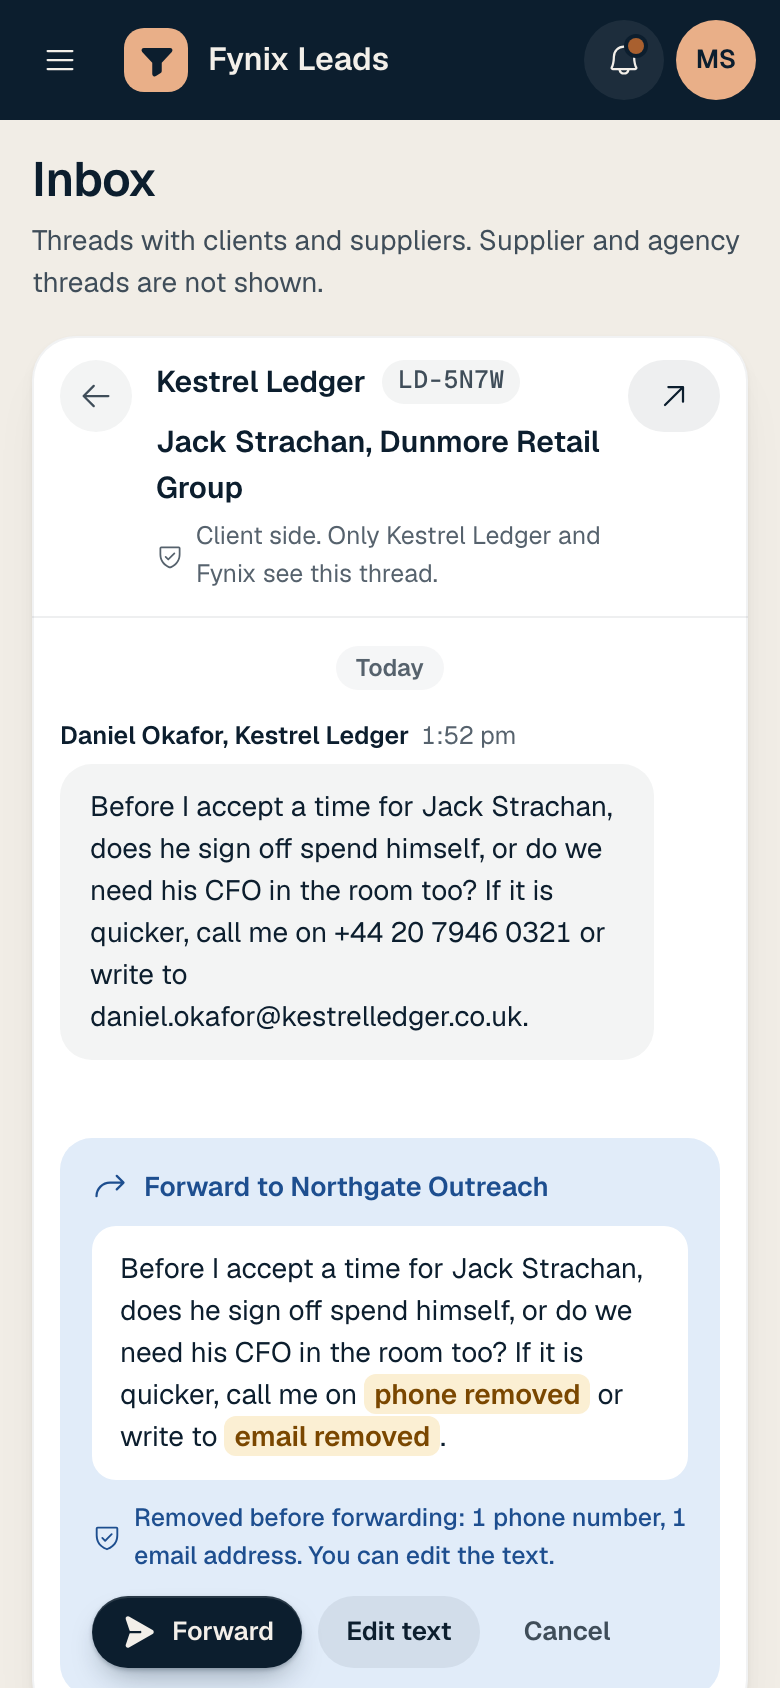 Fynix Leads
MS
Inbox
Threads with clients and suppliers. Supplier and agency
threads are not shown.
Kestrel Ledger LD-5N7W
Jack Strachan, Dunmore Retail
Group
Client side. Only Kestrel Ledger and
Fynix see this thread.
Today
Daniel Okafor, Kestrel Ledger 1:52 pm
Before I accept a time for Jack Strachan,
does he sign off spend himself, or do we
need his CFO in the room too? If it is
quicker, call me on +44 20 7946 0321 or
write to
daniel.okafor@kestrelledger.co.uk.
Forward to Northgate Outreach
Before I accept a time for Jack Strachan,
does he sign off spend himself, or do we
need his CFO in the room too? If it is
quicker, call me on phone removed or
write to email removed.
Removed before forwarding: 1 phone number, 1
email address. You can edit the text.
Forward Edit text Cancel